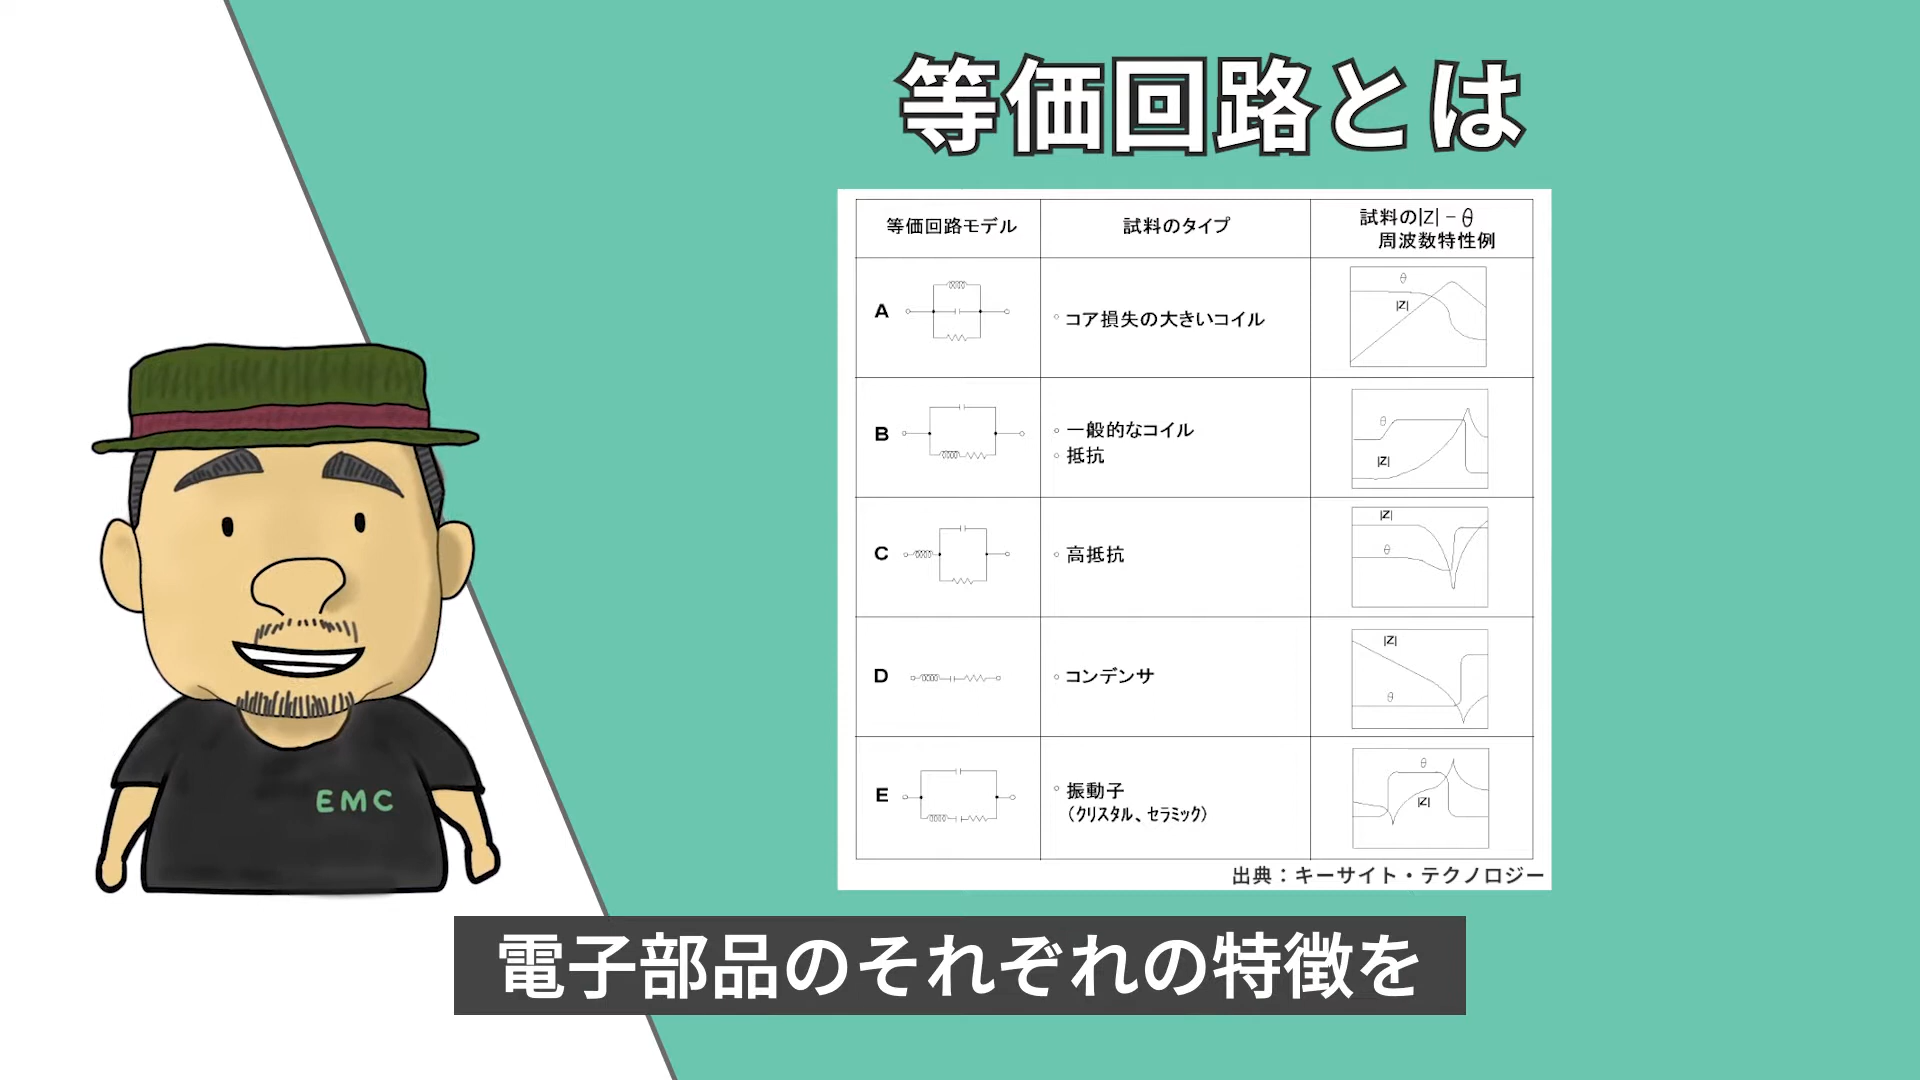 等価回路とは
等価回路モデル
試料のタイプ
試料の|Z| - θ
周波数特性例
A
コア損失の大きいコイル
θ
|Z|
B
一般的なコイル
抵抗
θ
|Z|
C
高抵抗
|Z|
θ
D
コンデンサ
|Z|
θ
E
振動子
(クリスタル、セラミック)
θ
|Z|
出典：キーサイト・テクノロジー
EMC
電子部品のそれぞれの特徴を